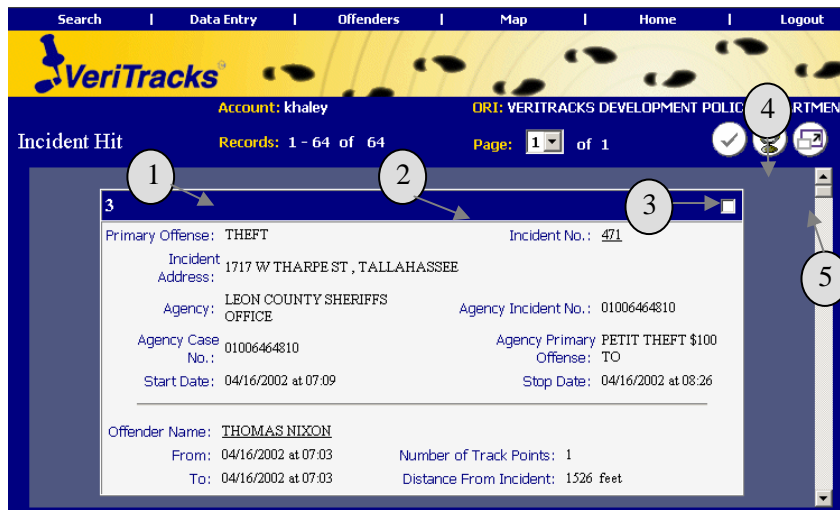 Search | Data Entry | Offenders | Map | Home | Logout
VeriTracks
Account: khaley ORI: VERITRACKS DEVELOPMENT POLIC RTMEN
Incident Hit Records: 1 - 64 of 64 Page: 1 of 1
4
1
2
3
3
5
Primary Offense: THEFT Incident No.: 471
Incident Address: 1717 W THARPE ST , TALLAHASSEE
Agency: LEON COUNTY SHERIFFS OFFICE Agency Incident No.: 01006464810
Agency Case No.: 01006464810 Agency Primary Offense: PETIT THEFT $100 TO
Start Date: 04/16/2002 at 07:09 Stop Date: 04/16/2002 at 08:26
Offender Name: THOMAS NIXON
From: 04/16/2002 at 07:03 Number of Track Points: 1
To: 04/16/2002 at 07:03 Distance From Incident: 1526 feet